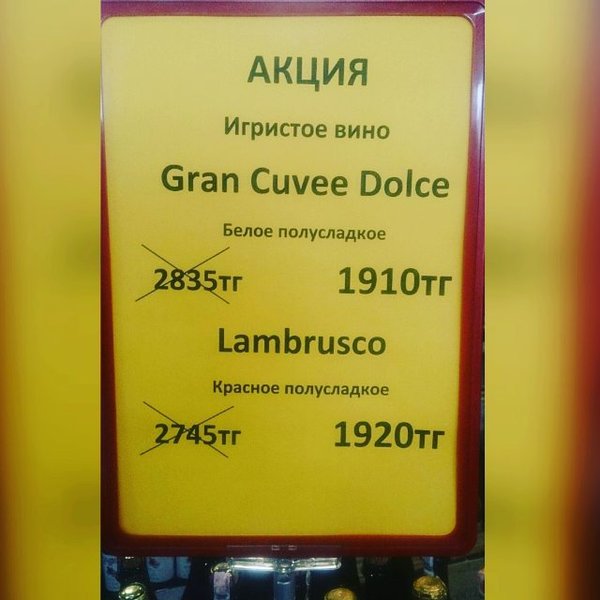 АКЦИЯ
Игристое вино
Gran Cuvee Dolce
Белое полусладкое
2835тг 1910тг
Lambrusco
Красное полусладкое
2745тг 1920тг